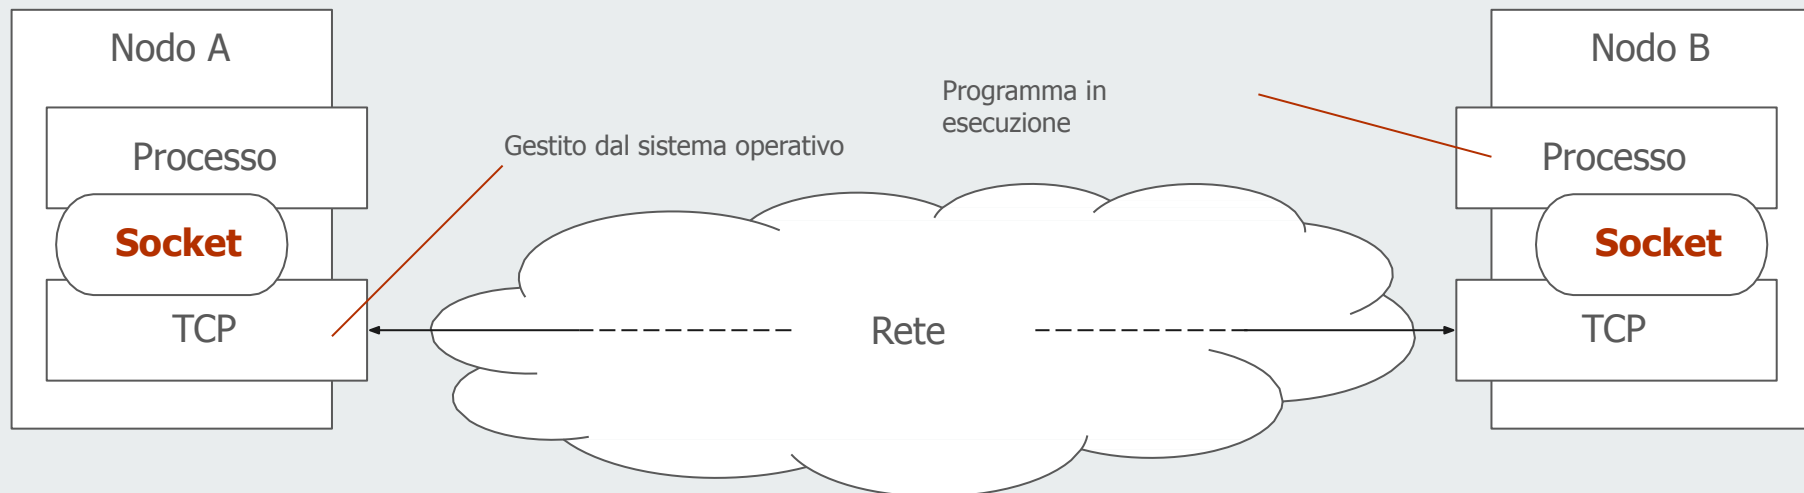 Nodo A
Nodo B
Programma in
esecuzione
Gestito dal sistema operativo
Processo
Processo
Socket
Socket
TCP
Rete
TCP